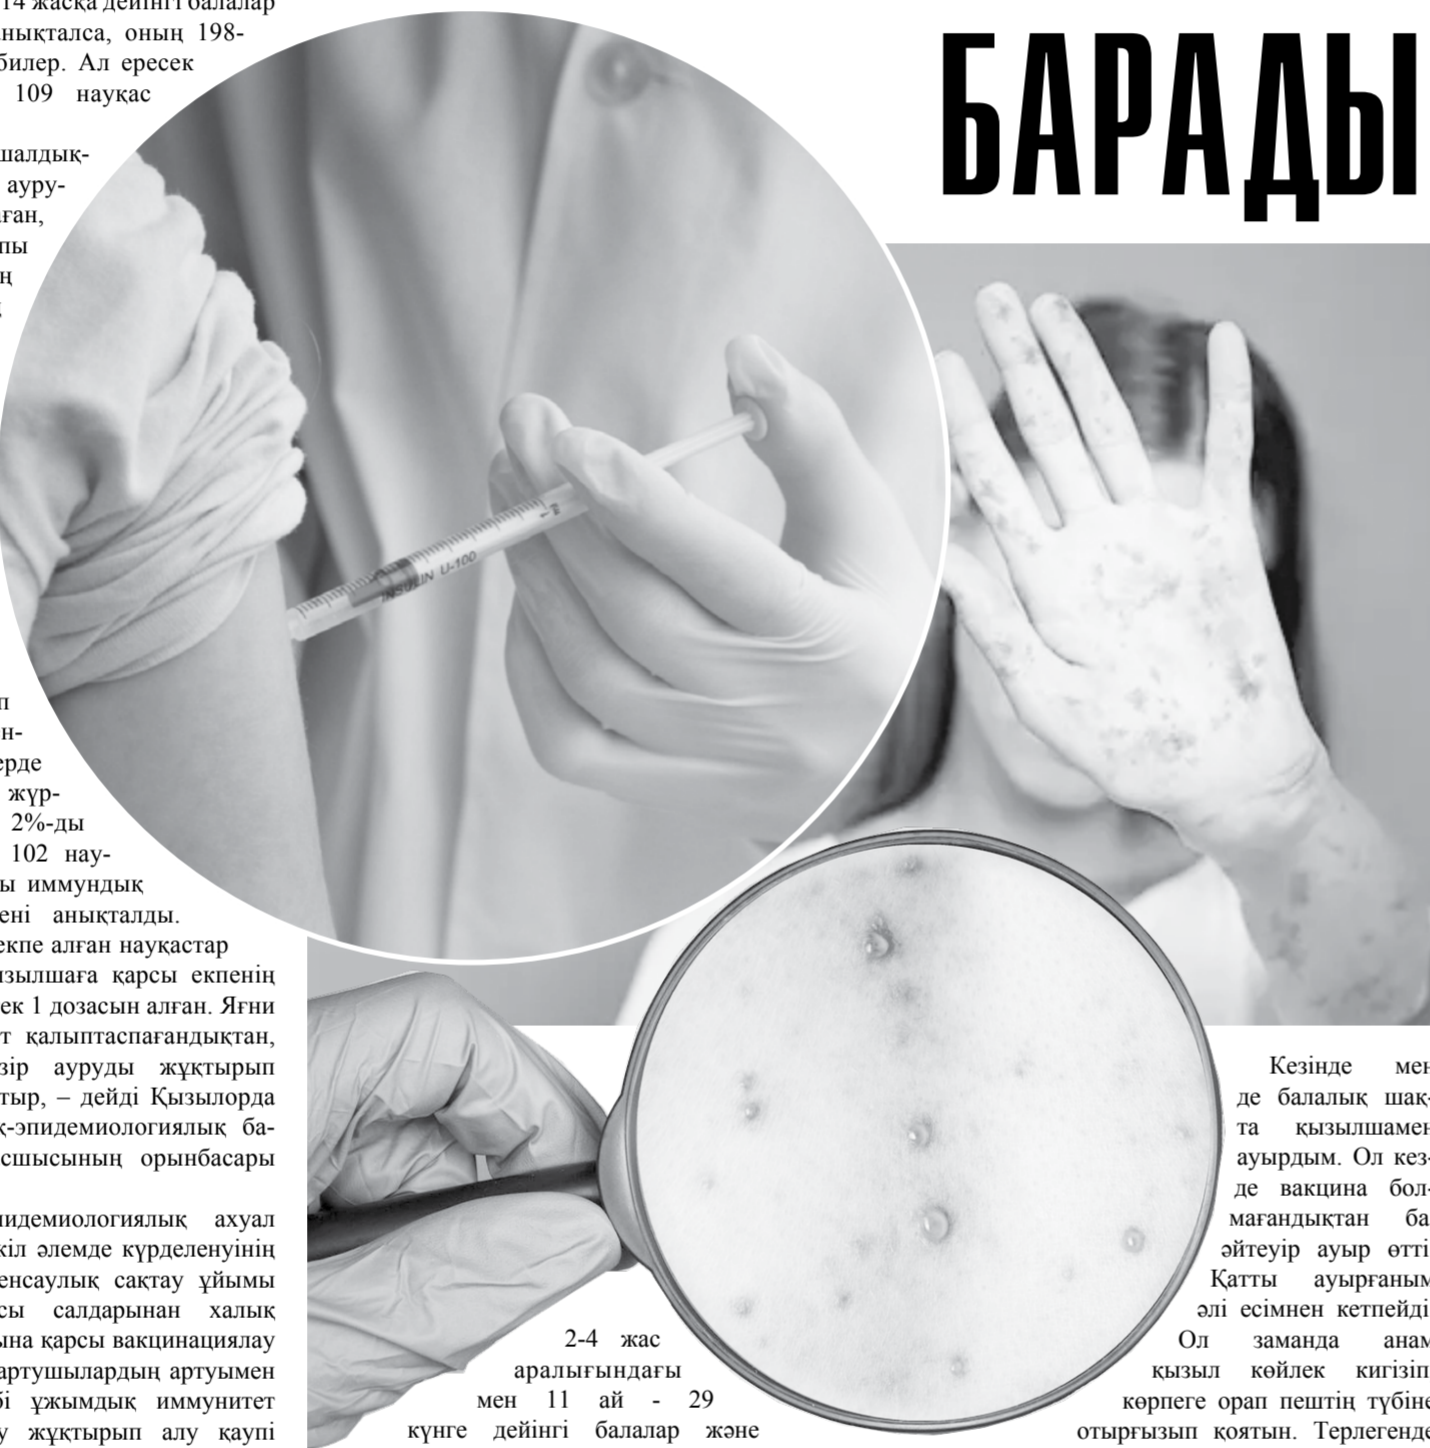 БАРАДЫ
14 жасқа дейінгі балалар
нықталса, оның 198-
билер. Ал ересек
109 науқас
шалдық-
ауру-
ған,
пы
ң
п
н-
ерде
жүр-
2%-ды
102 нау-
ы иммундық
ені анықталды.
екпе алған науқастар
ызылшаға қарсы екпенің
ек 1 дозасын алған. Яғни
т қалыптаспағандықтан,
зір ауруды жұқтырып
тыр, – дейді Қызылорда
қ-эпидемиологиялық ба-
сшысының орынбасары
идемиологиялық ахуал
кіл әлемде күрделенуінің
енсаулық сақтау ұйымы
сы салдарынан халық
ына қарсы вакцинациялау
артушылардың артуымен
бі ұжымдық иммунитет
у жұқтырып алу қаупі
INSULIN U-100
2-4 жас
аралығындағы
мен 11 ай - 29
күнге дейінгі балалар және
Кезінде мен
де балалық шақ-
та қызылшамен
ауырдым. Ол кез-
де вакцина бол-
мағандықтан ба
әйтеуір ауыр өтті
Қатты ауырғаным
әлі есімнен кетпейді
Ол заманда анам
қызыл көйлек кигізіп
көрпеге орап пештің түбіне
отырғызып қоятын. Терлегенде